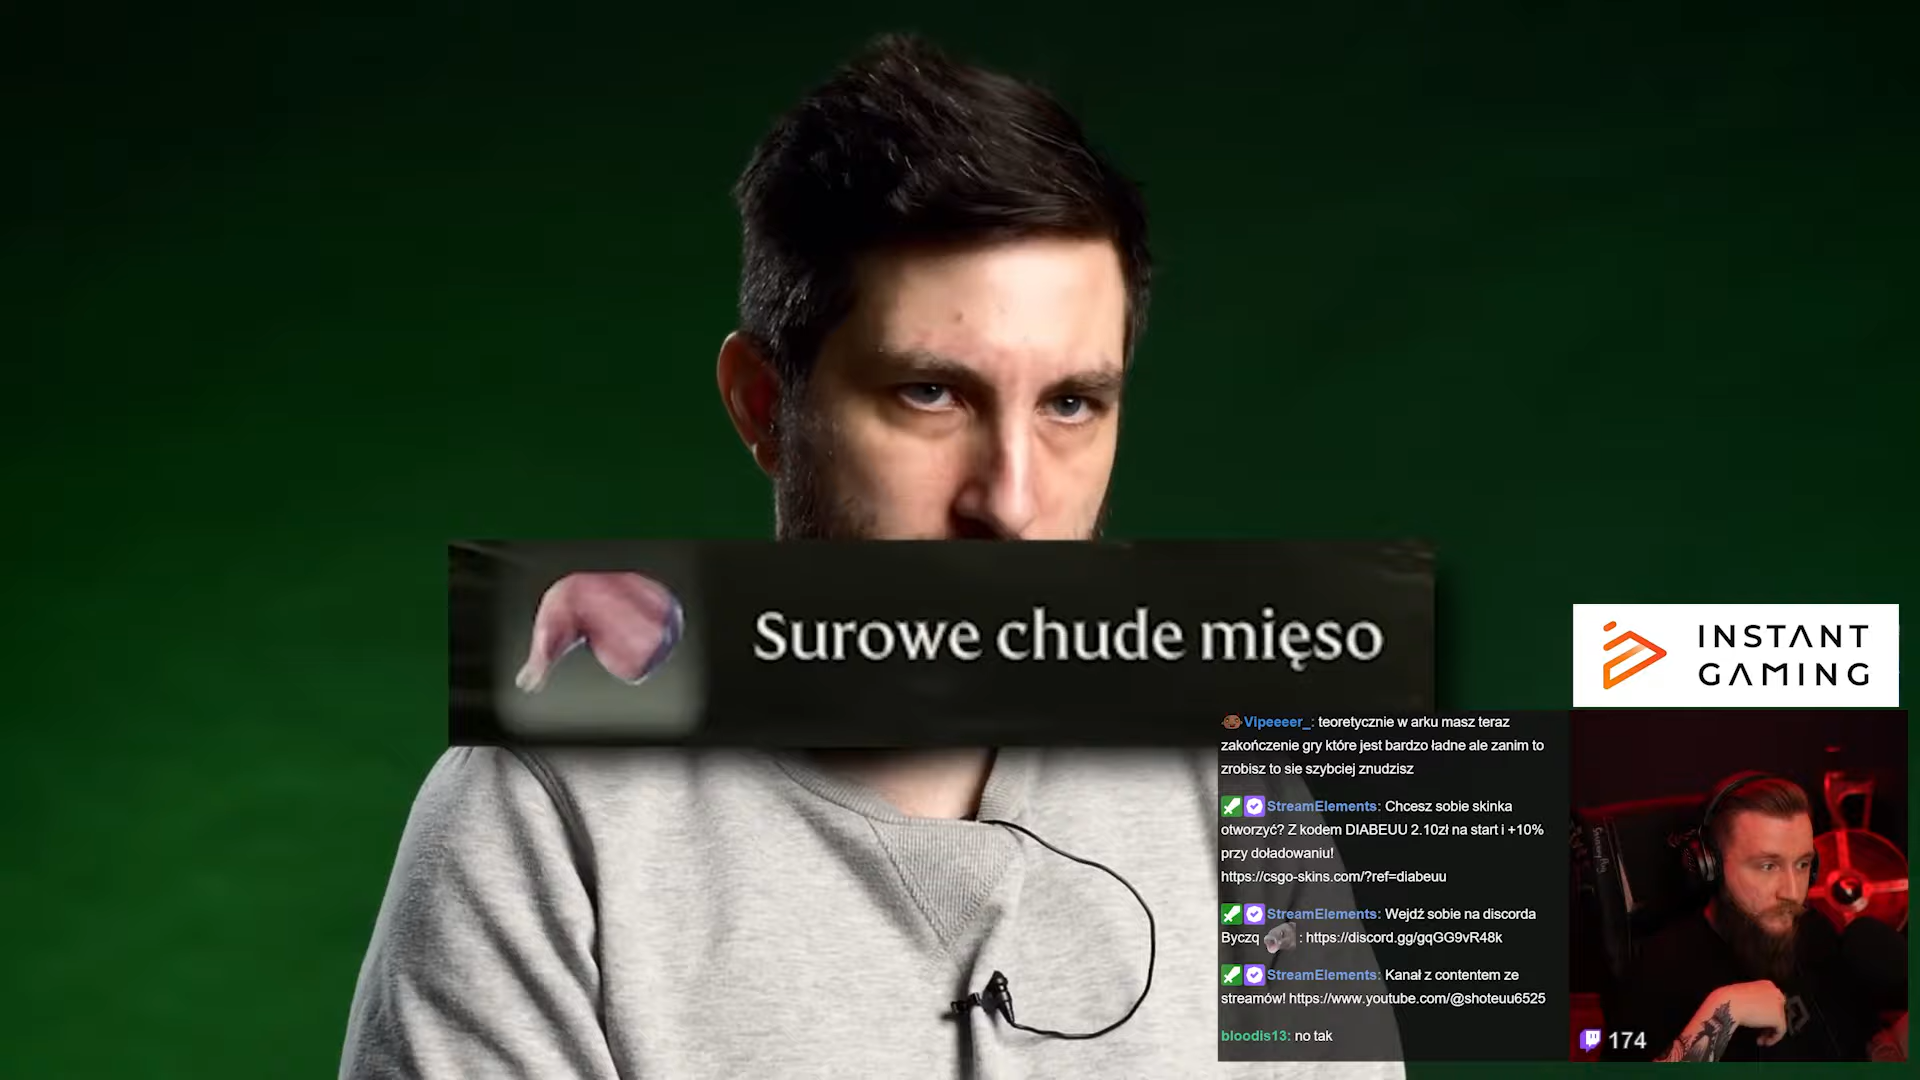 Surowe chude mięso
INSTANT
GAMING
Vipeeeer_: teoretycznie w arku masz teraz
zakończenie gry które jest bardzo ładne ale zanim to
zrobisz to sie szybciej znudzisz
StreamElements: Chcesz sobie skinka
otworzyć? Z kodem DIABEUU 2.10zł na start i +10%
przy doładowaniu!
https://csgo-skins.com/?ref=diabeuu
StreamElements: Wejdź sobie na discorda
Byczq : https://discord.gg/gqGG9vR48k
StreamElements: Kanał z contentem ze
streamów! https://www.youtube.com/@shoteuu6525
bloodis13: no tak
174